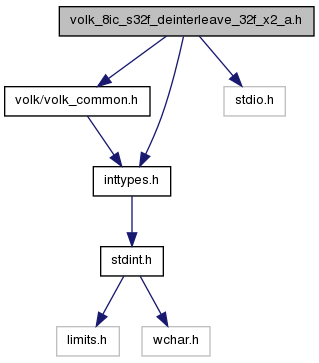 volk_8ic_s32f_deinterleave_32f_x2_a.h
volk/volk_common.h
stdio.h
inttypes.h
stdint.h
limits.h
wchar.h